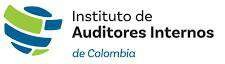 Instituto de
Auditores Internos
de Colombia